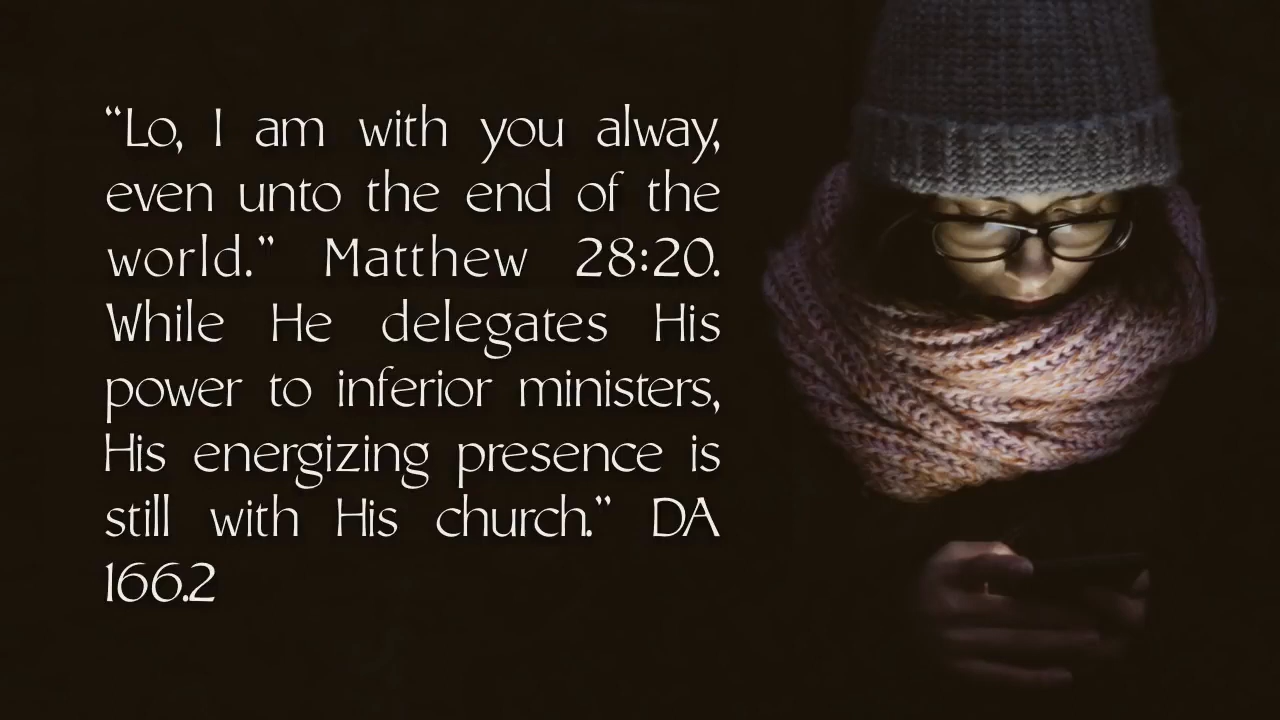 “Lo, I am with you alway,
even unto the end of the
world.” Matthew 28:20.
While He delegates His
power to inferior ministers,
His energizing presence is
still with His church.” DA
166.2